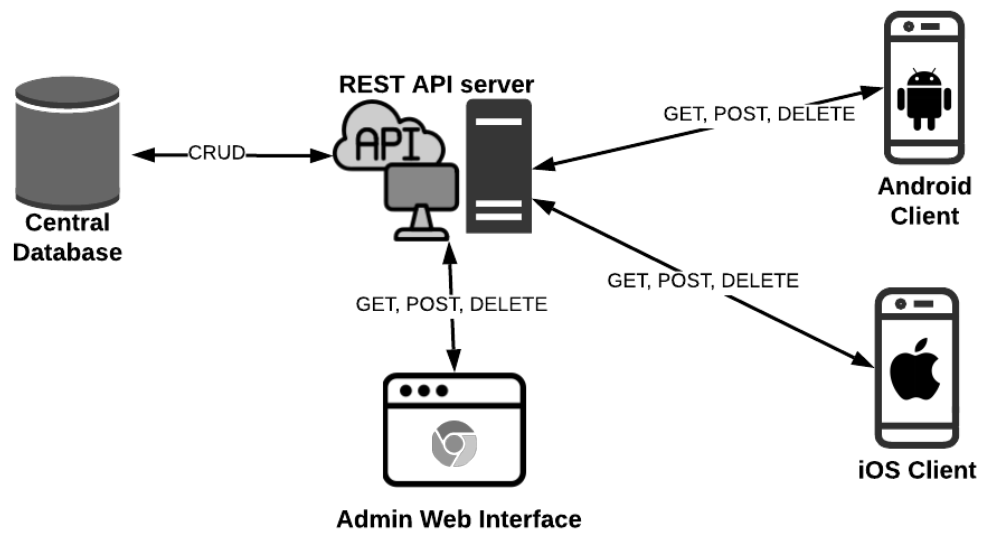 REST API server
API
GET, POST, DELETE
CRUD
Android
Client
Central
Database
GET, POST, DELETE
GET, POST, DELETE
iOS Client
Admin Web Interface